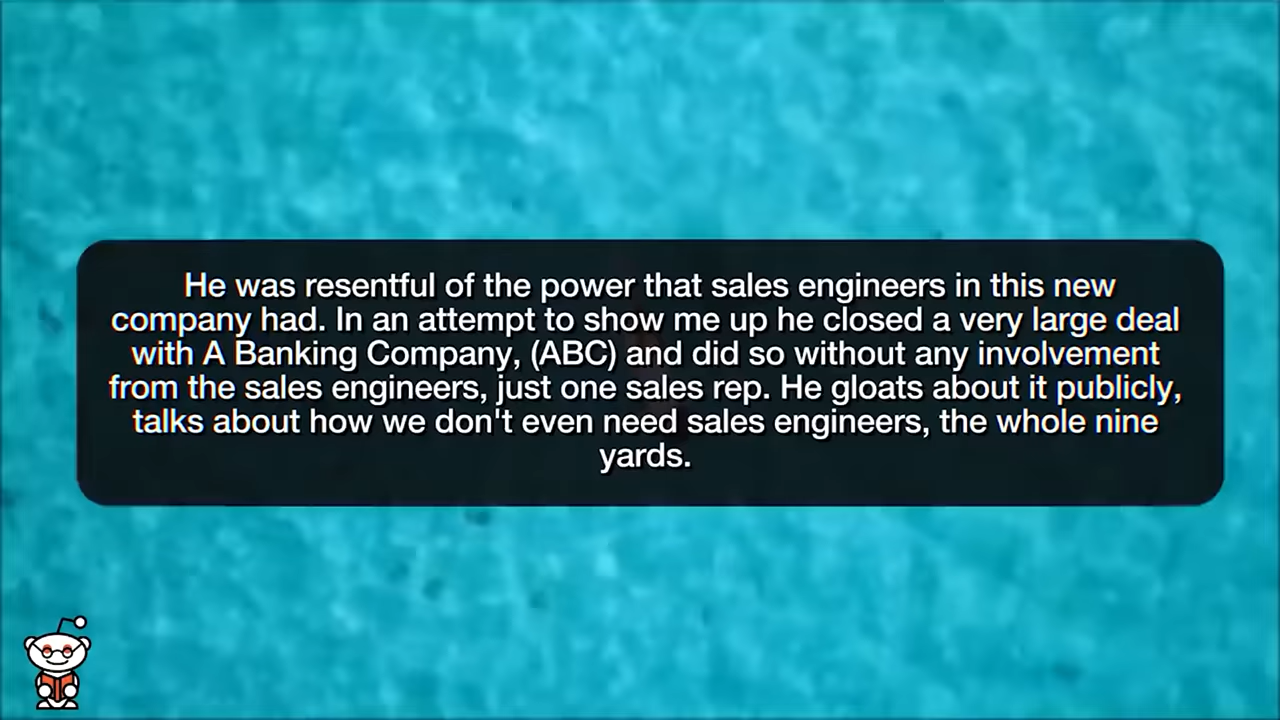 He was resentful of the power that sales engineers in this new
company had. In an attempt to show me up he closed a very large deal
with A Banking Company, (ABC) and did so without any involvement
from the sales engineers, just one sales rep. He gloats about it publicly,
talks about how we don't even need sales engineers, the whole nine
yards.